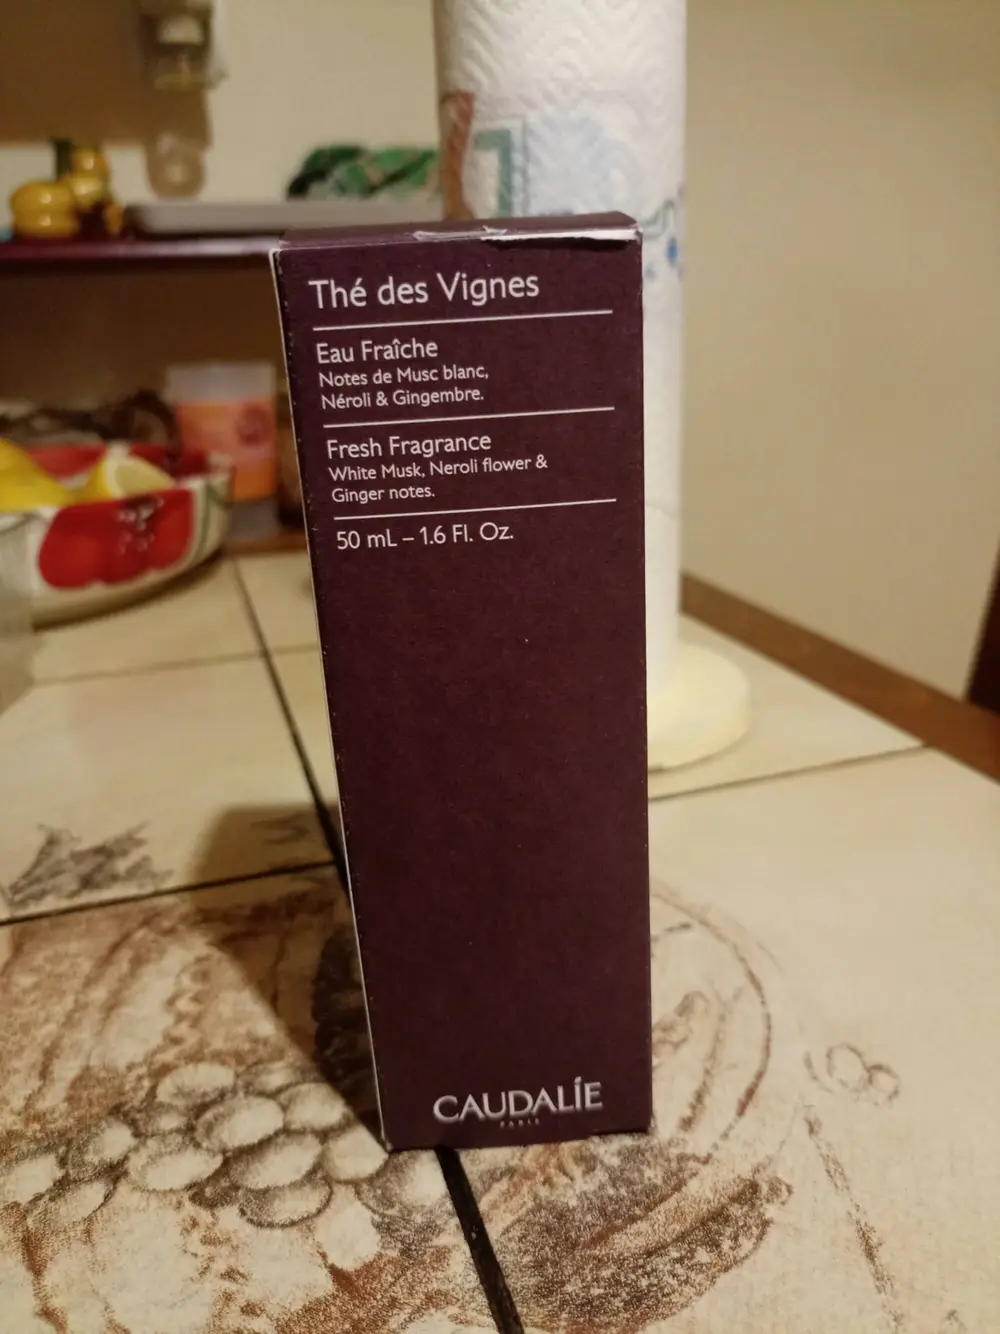 Thé des Vignes
Eau Fraîche
Notes de Musc blanc,
Néroli & Gingembre.
Fresh Fragrance
White Musk, Neroli flower &
Ginger notes.
50 mL – 1.6 Fl. Oz.
CAUDALÍE
PARIS